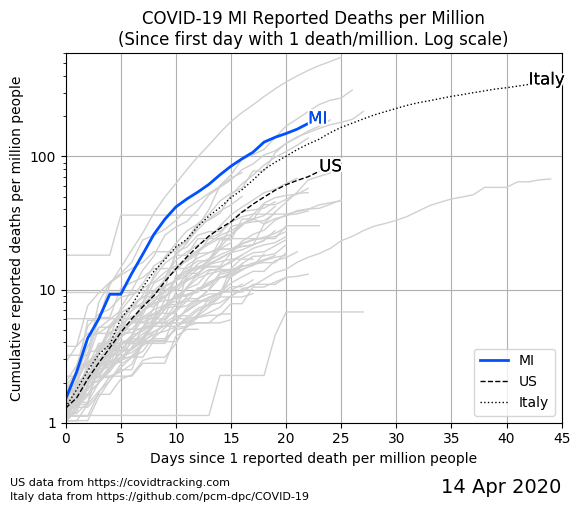 COVID-19 MI Reported Deaths per Million
(Since first day with 1 death/million. Log scale)
Cumulative reported deaths per million people
100
10
1
Italy
MI
US
MI
US
Italy
0 5 10 15 20 25 30 35 40 45
Days since 1 reported death per million people
US data from https://covidtracking.com
Italy data from https://github.com/pcm-dpc/COVID-19
14 Apr 2020